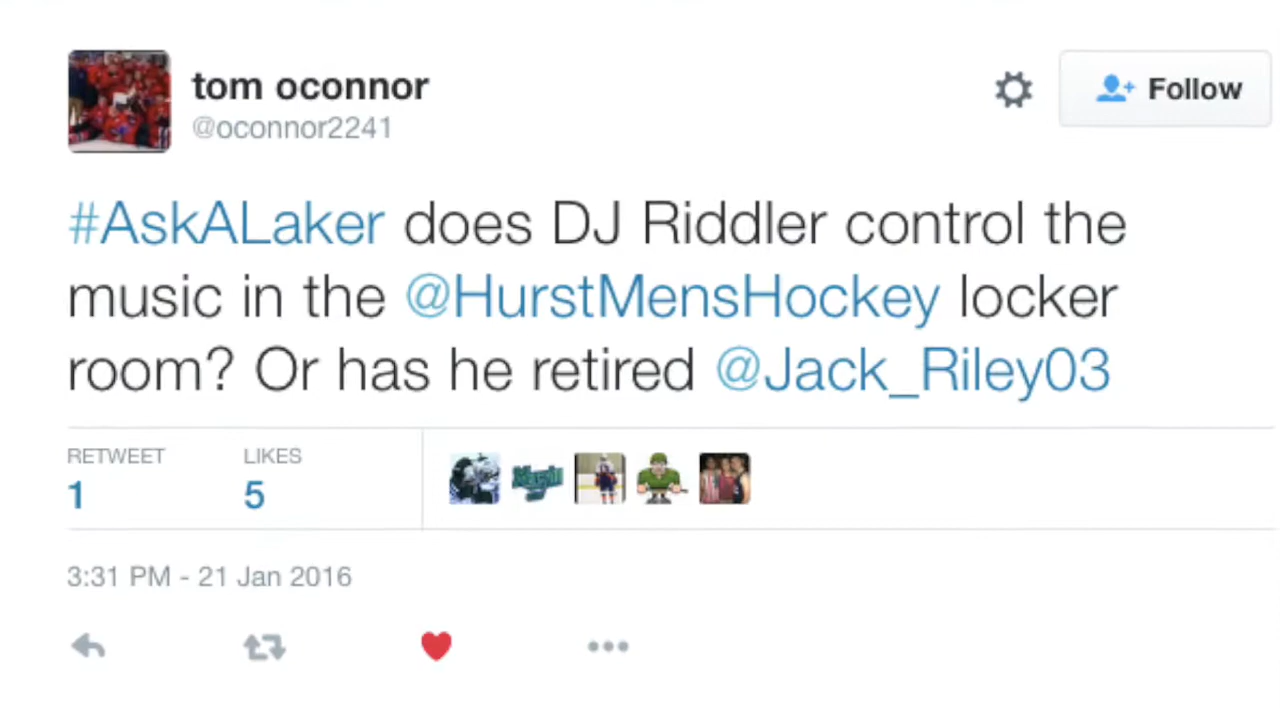 tom oconnor
@oconnor2241
Follow
#AskALaker does DJ Riddler control the
music in the @HurstMensHockey locker
room? Or has he retired @Jack_Riley03
RETWEET
1
LIKES
5
3:31 PM - 21 Jan 2016